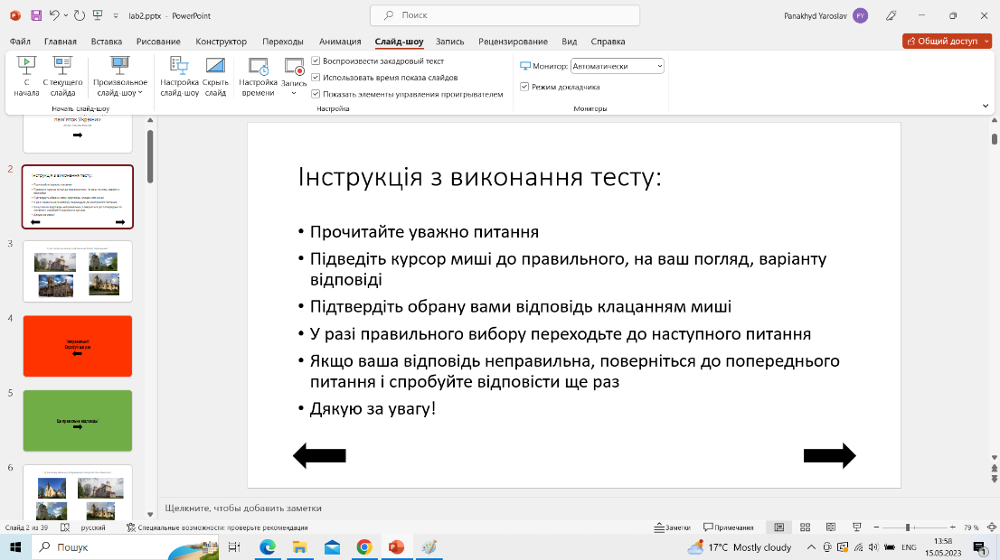 lab2.pptx - PowerPoint
Поиск
Panakhyd Yaroslav
PY
Файл Главная Вставка Рисование Конструктор Переходы Анимация Слайд-шоу Запись Рецензирование Вид Справка
Общий доступ
С начала
С текущего слайда
Произвольное слайд-шоу
Настройка слайд-шоу
Скрыть слайд
Настройка времени
Запись
Воспроизвести закадровый текст
Использовать время показа слайдов
Показать элементы управления проигрывателем
Монитор: Автоматически
Режим докладчика
Начать слайд-шоу
Настройка
Мониторы
пам'яток України»
2
Інструкція з виконання тесту:
3
4
Неправильно!
Спробуй ще раз
5
Це правильна відповідь!
6
Інструкція з виконання тесту:
• Прочитайте уважно питання
• Підведіть курсор миші до правильного, на ваш погляд, варіанту
відповіді
• Підтвердіть обрану вами відповідь клацанням миші
• У разі правильного вибору переходьте до наступного питання
• Якщо ваша відповідь неправильна, поверніться до попереднього
питання і спробуйте відповісти ще раз
• Дякую за увагу!
Щелкните, чтобы добавить заметки
Слайд 2 из 39 русский Специальные возможности: проверьте рекомендации
Заметки Примечания 79 %
Пошук
17°C Mostly cloudy
ENG
13:58
15.05.2023
1